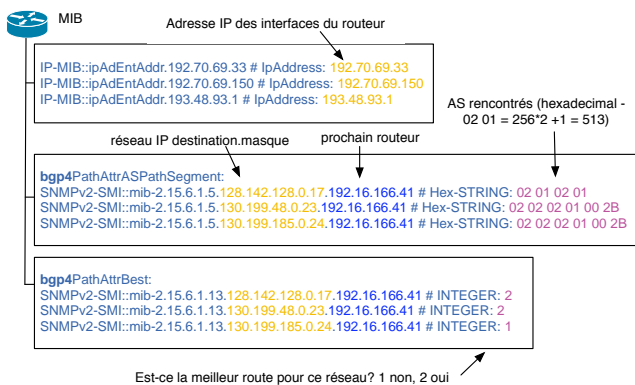 MIB
Adresse IP des interfaces du routeur
IP-MIB::ipAdEntAddr.192.70.69.33 # IpAddress: 192.70.69.33
IP-MIB::ipAdEntAddr.192.70.69.150 # IpAddress: 192.70.69.150
IP-MIB::ipAdEntAddr.193.48.93.1 # IpAddress: 193.48.93.1
AS rencontrés (hexadecimal -
02 01 = 256*2 +1 = 513)
réseau IP destination.masque
prochain routeur
bgp4PathAttrASPathSegment:
SNMPv2-SMI::mib-2.15.6.1.5.128.142.128.0.17.192.16.166.41 # Hex-STRING: 02 01 02 01
SNMPv2-SMI::mib-2.15.6.1.5.130.199.48.0.23.192.16.166.41 # Hex-STRING: 02 02 02 01 00 2B
SNMPv2-SMI::mib-2.15.6.1.5.130.199.185.0.24.192.16.166.41 # Hex-STRING: 02 02 02 01 00 2B
bgp4PathAttrBest:
SNMPv2-SMI::mib-2.15.6.1.13.128.142.128.0.17.192.16.166.41 # INTEGER: 2
SNMPv2-SMI::mib-2.15.6.1.13.130.199.48.0.23.192.16.166.41 # INTEGER: 2
SNMPv2-SMI::mib-2.15.6.1.13.130.199.185.0.24.192.16.166.41 # INTEGER: 1
Est-ce la meilleur route pour ce réseau? 1 non, 2 oui